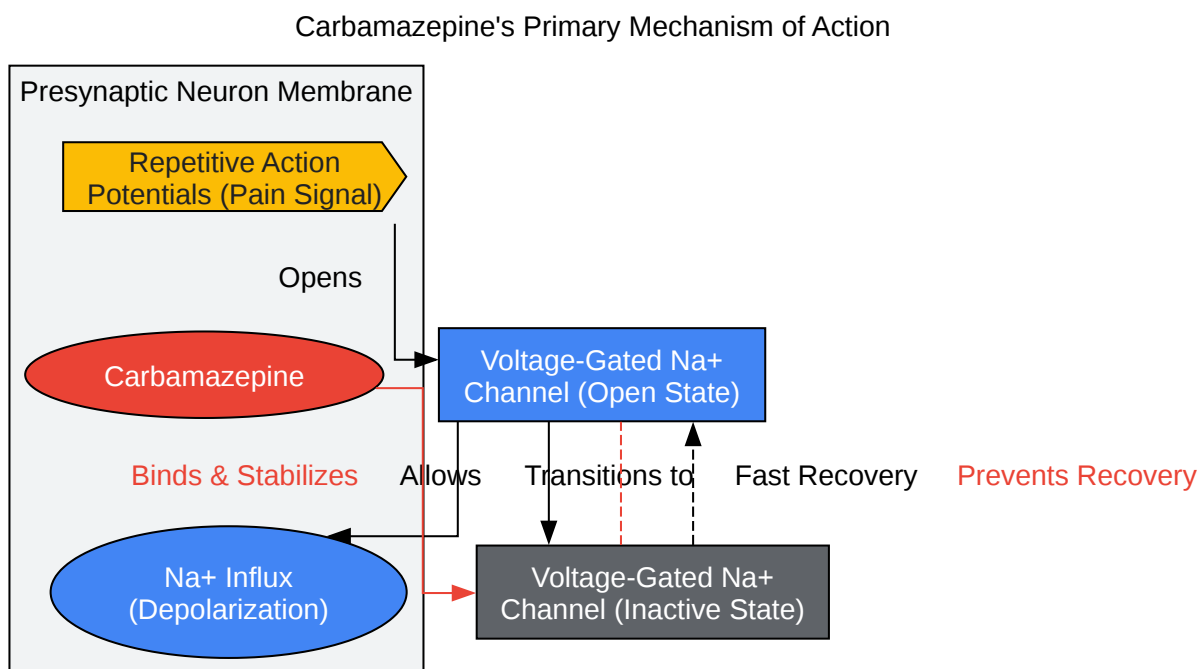 Carbamazepine's Primary Mechanism of Action
Presynaptic Neuron Membrane
Repetitive Action
Potentials (Pain Signal)
Opens
Carbamazepine
Voltage-Gated Na+
Channel (Open State)
Binds & Stabilizes
Allows
Transitions to
Fast Recovery
Prevents Recovery
Na+ Influx
(Depolarization)
Voltage-Gated Na+
Channel (Inactive State)